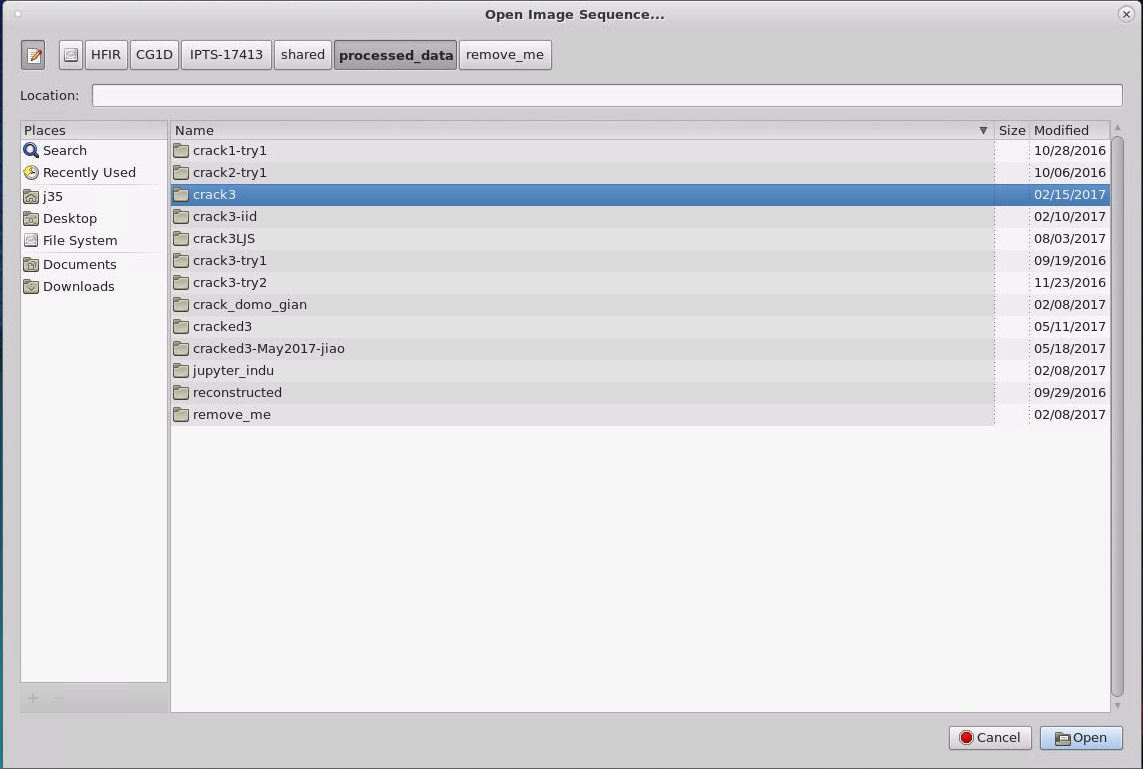 Open Image Sequence...
HFIR CG1D IPTS-17413 shared processed_data remove_me
Location:
Places Name Size Modified
Search crack1-try1 10/28/2016
Recently Used crack2-try1 10/06/2016
j35 crack3 02/15/2017
Desktop crack3-iid 02/10/2017
File System crack3LJS 08/03/2017
Documents crack3-try1 09/19/2016
Downloads crack3-try2 11/23/2016
crack_domo_gian 02/08/2017
cracked3 05/11/2017
cracked3-May2017-jiao 05/18/2017
jupyter_indu 02/08/2017
reconstructed 09/29/2016
remove_me 02/08/2017
Cancel Open